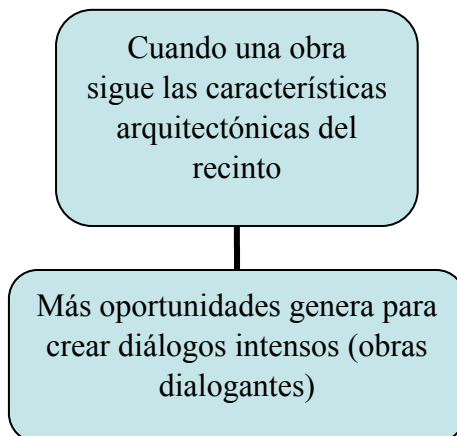 Cuando una obra
sigue las características
arquitectónicas del
recinto
Más oportunidades genera para
crear diálogos intensos (obras
dialogantes)